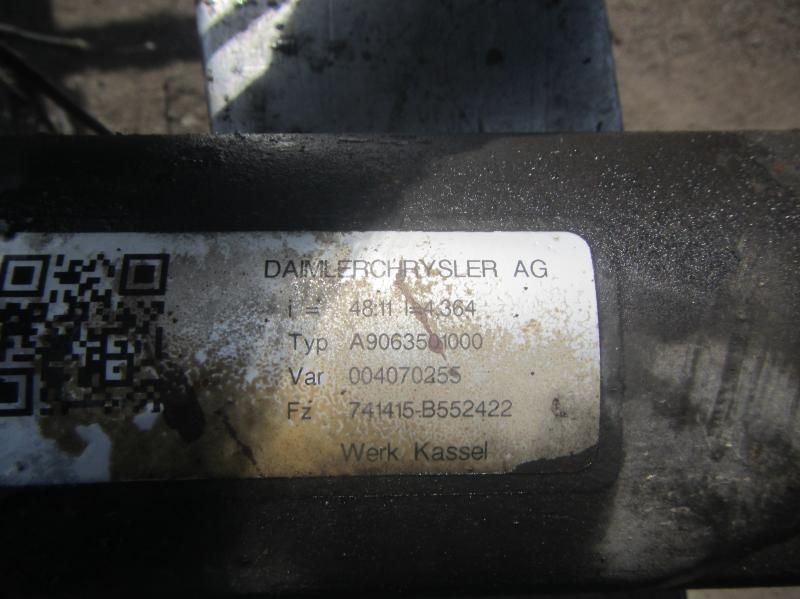 DAIMLERCHRYSLER AG
i = 48:11 i=4,364
Typ A9063501000
Var 004070255
Fz 741415-B552422 L
Werk Kassel